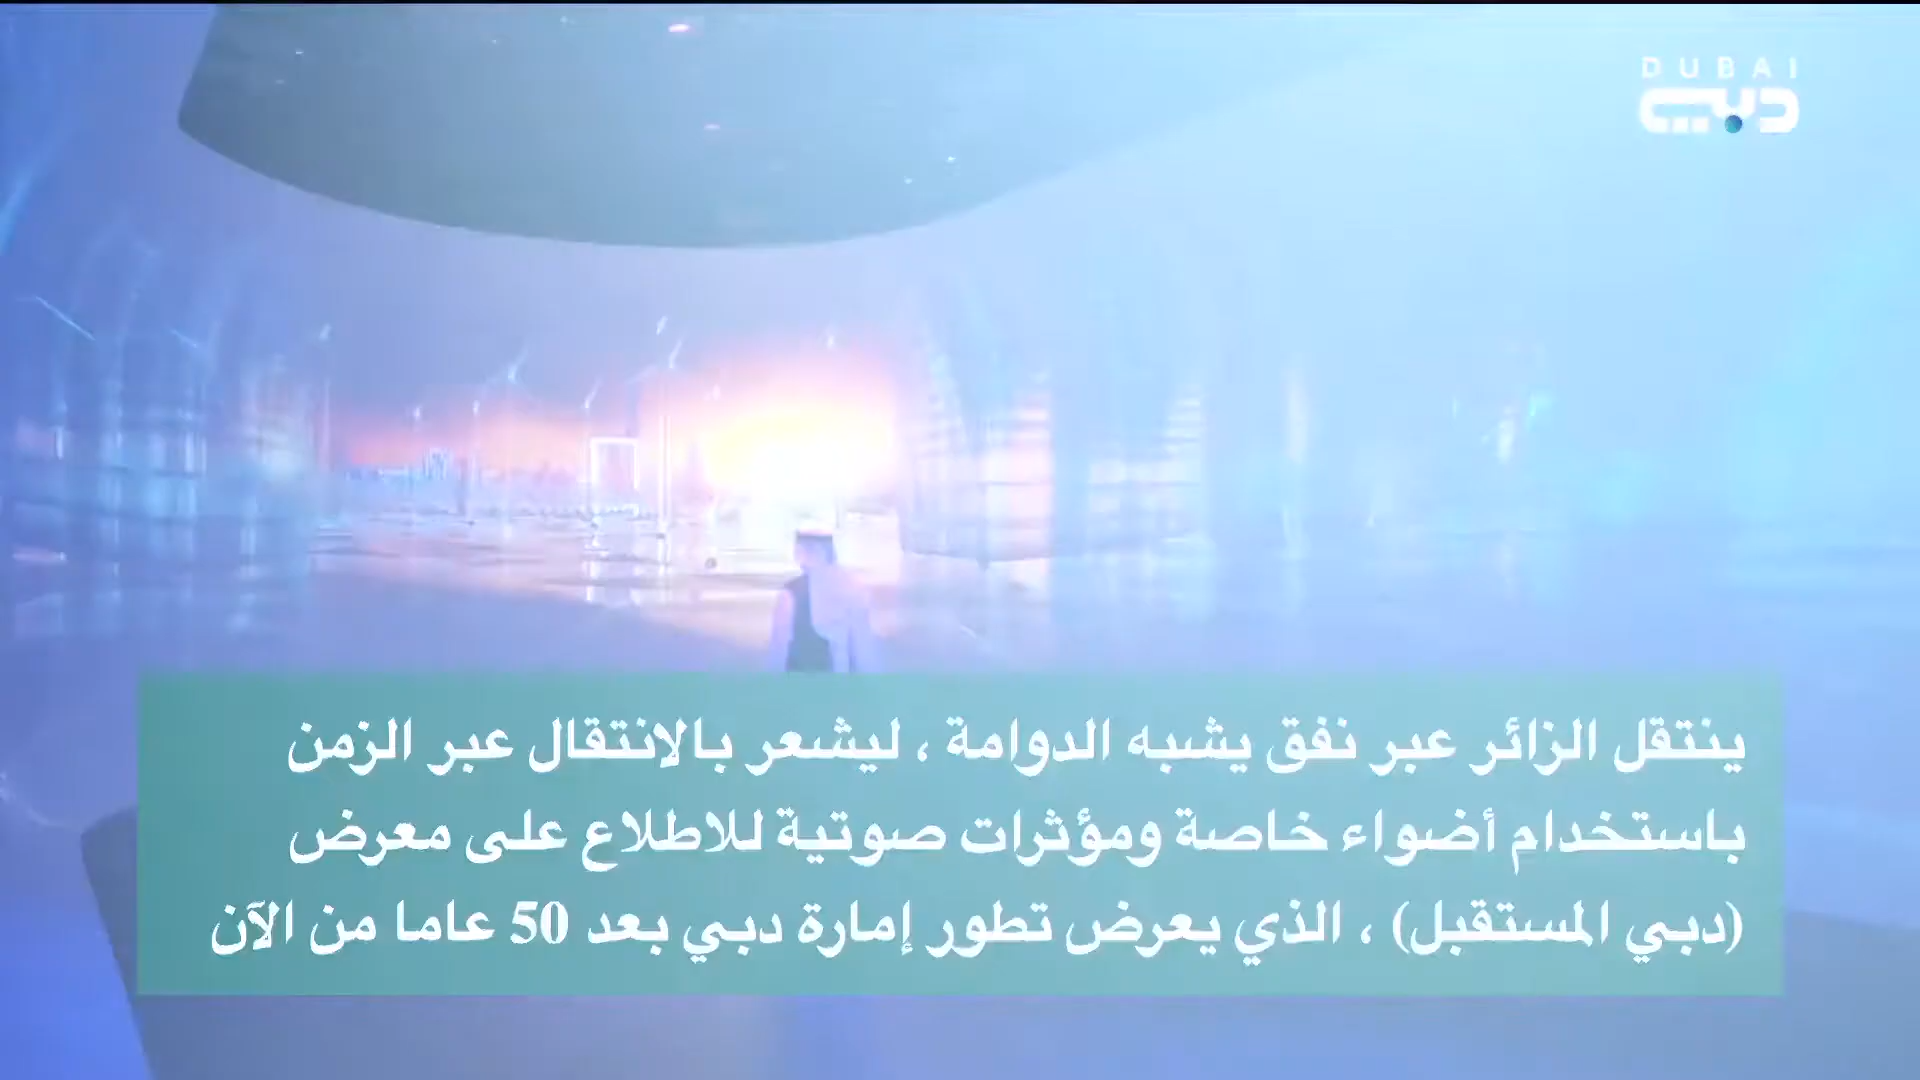 DUBAI
دبي
ينتقل الزائر عبر نفق يشبه الدوامة ، ليشعر بالانتقال عبر الزمن
باستخدام أضواء خاصة ومؤثرات صوتية للاطلاع على معرض
(دبي المستقبل) ، الذي يعرض تطور إمارة دبي بعد 50 عاما من الآن